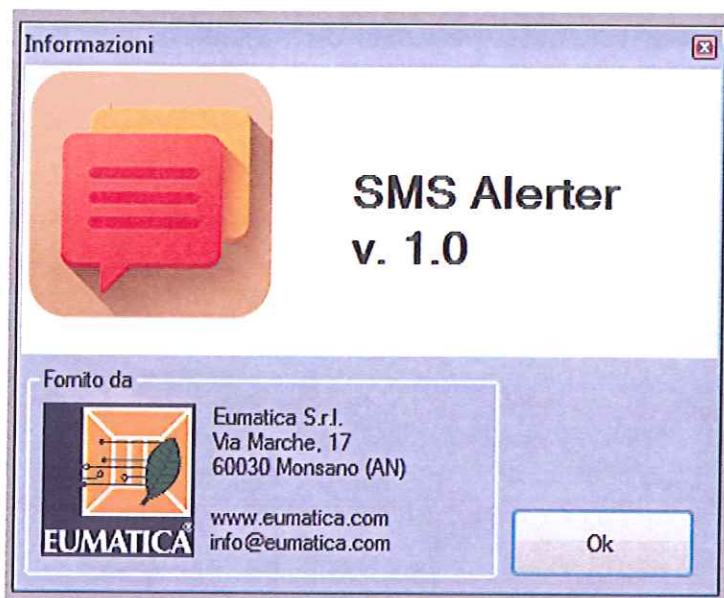 Informazioni
SMS Alerter
v. 1.0
Fornito da
Eumatica S.r.l.
Via Marche, 17
60030 Monsano (AN)
www.eumatica.com
info@eumatica.com
EUMATICA®
Ok